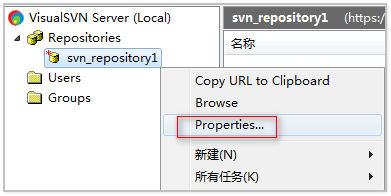 VisualSVN Server (Local)
Repositories
svn_repository1
Users
Groups
svn_repository1 (https:/
名称
Copy URL to Clipboard
Browse
Properties...
新建(N)
所有任务(K)